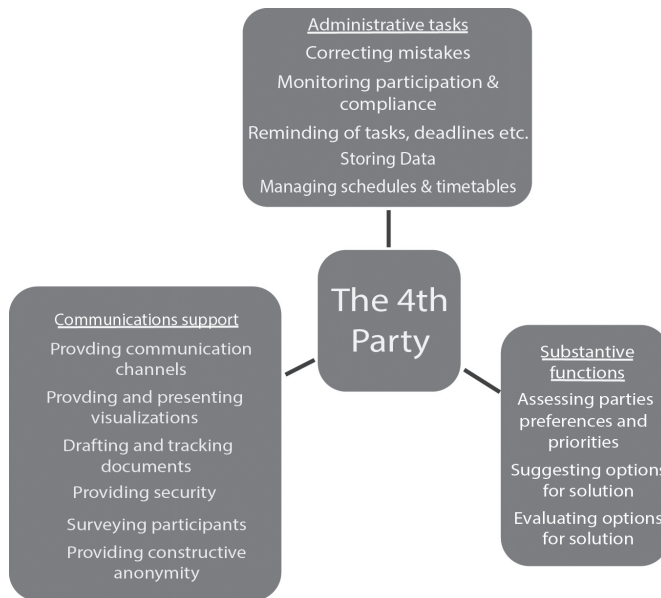 Administrative tasks
Correcting mistakes
Monitoring participation &
compliance
Reminding of tasks, deadlines etc.
Storing Data
Managing schedules & timetables
The 4th
Party
Communications support
Provding communication
channels
Provding and presenting
visualizations
Drafting and tracking
documents
Providing security
Surveying participants
Providing constructive
anonymity
Substantive
functions
Assessing parties
preferences and
priorities
Suggesting options
for solution
Evaluating options
for solution